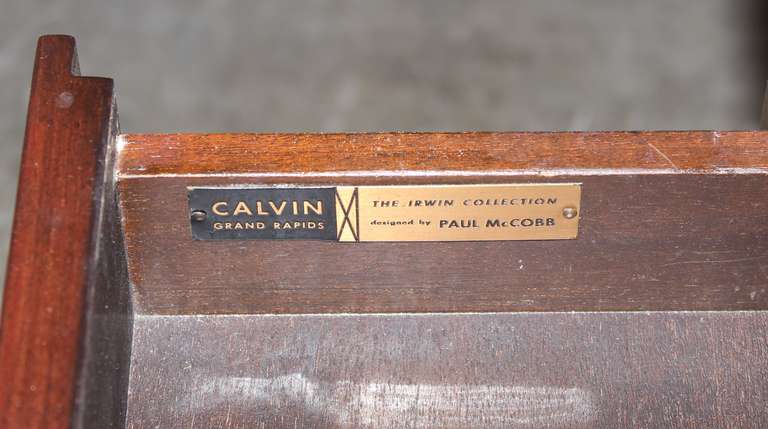 CALVIN
GRAND RAPIDS
THE IRWIN COLLECTION
designed by PAUL McCOBB